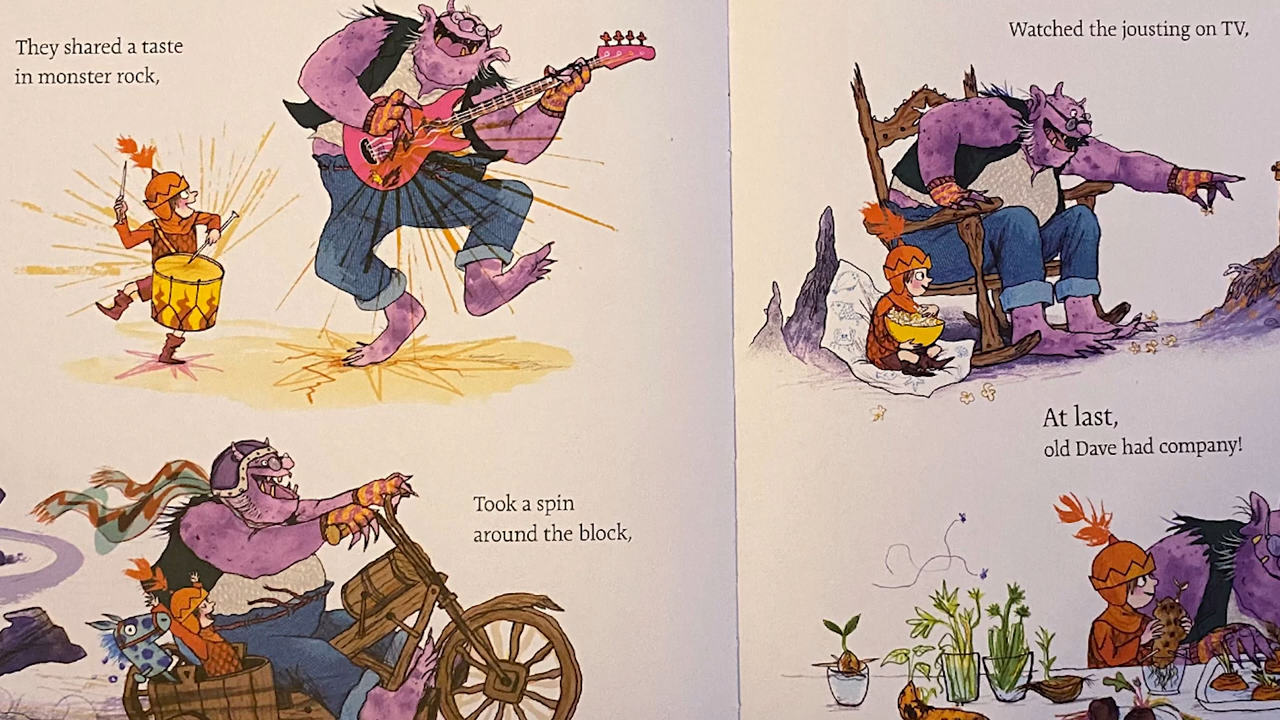 They shared a taste
in monster rock,
Took a spin
around the block,
Watched the jousting on TV,
At last,
old Dave had company!